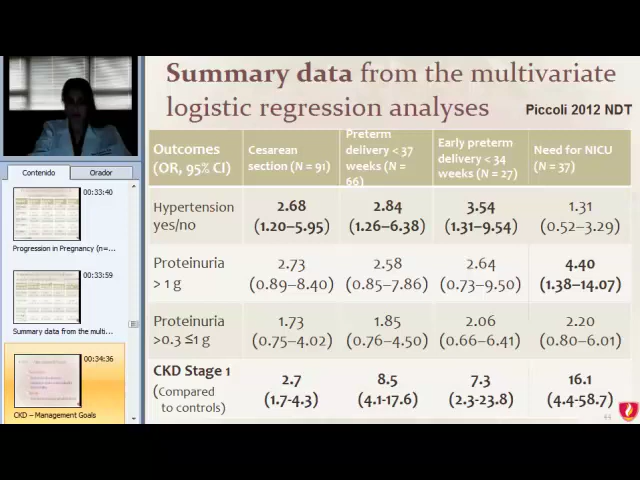 Summary data from the multivariate
logistic regression analyses
Piccoli 2012 NDT
Outcomes
(OR, 95% CI)
Cesarean
section (N = 91)
Preterm
delivery < 37
weeks (N =
66)
Early preterm
delivery < 34
weeks (N = 27)
Need for NICU
(N = 37)
Hypertension
yes/no
2.68
(1.20–5.95)
2.84
(1.26–6.38)
3.54
(1.31–9.54)
1.31
(0.52–3.29)
Proteinuria
> 1 g
2.73
(0.89–8.40)
2.58
(0.85–7.86)
2.64
(0.73–9.50)
4.40
(1.38–14.07)
Proteinuria
>0.3 ≤1 g
1.73
(0.75–4.02)
1.85
(0.76–4.50)
2.06
(0.66–6.41)
2.20
(0.80–6.01)
CKD Stage 1
(Compared
to controls)
2.7
(1.7-4.3)
8.5
(4.1-17.6)
7.3
(2.3-23.8)
16.1
(4.4-58.7)
44
Contenido
Orador
00:33:40
Progression in Pregnancy (n=...
00:33:59
Summary data from the multi...
00:34:36
CKD – Management Goals